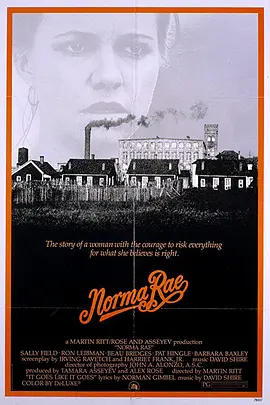 The story of a woman with the courage to risk everything
for what she believes is right.
Norma Rae
a MARTIN RITT/ROSE AND ASSEYEV production
"NORMA RAE"
SALLY FIELD · RON LEIBMAN · BEAU BRIDGES · PAT HINGLE · BARBARA BAXLEY
screenplay by IRVING RAVETCH and HARRIET FRANK, JR. music DAVID SHIRE
director of photography JOHN A. ALONZO, A.S.C.
produced by TAMARA ASSEYEV and ALEX ROSE directed by MARTIN RITT
"IT GOES LIKE IT GOES" lyrics by NORMAN GIMBEL music by DAVID SHIRE
COLOR BY DeLUXE®
PG